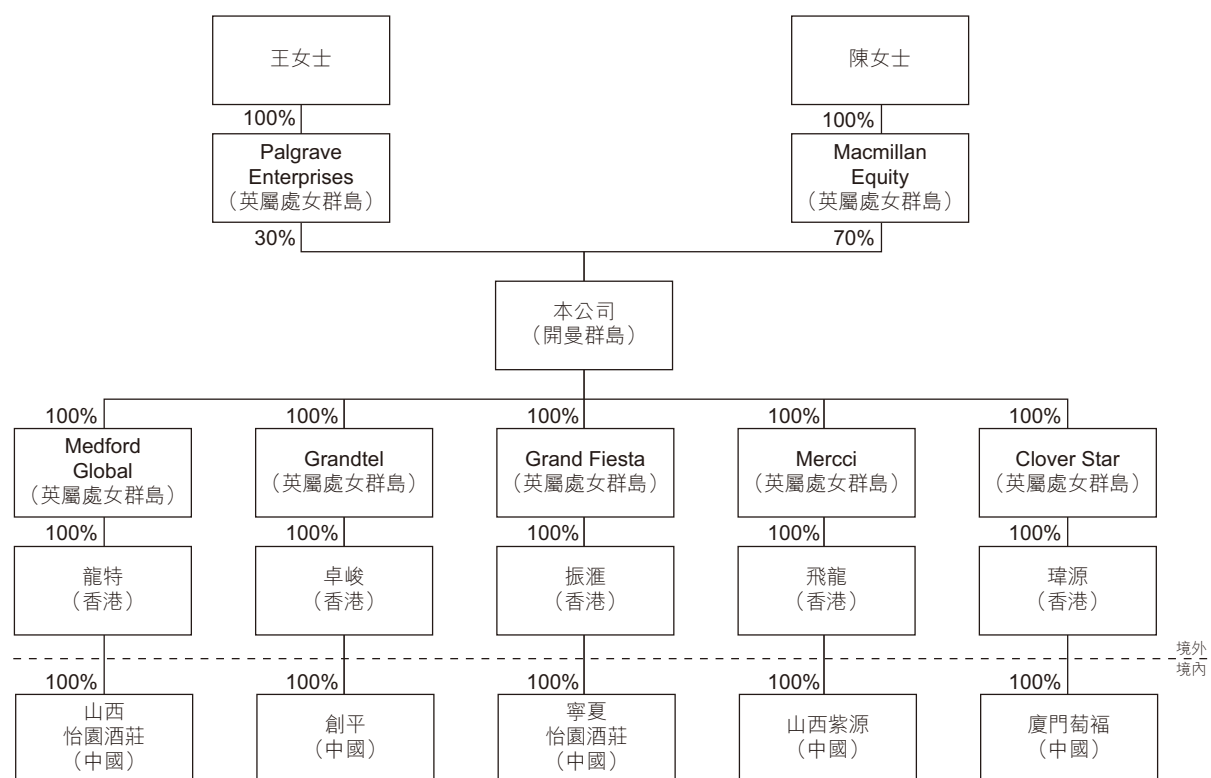 王女士
陳女士
100%
100%
Palgrave
Enterprises
（英屬處女群島）
Macmillan
Equity
（英屬處女群島）
30%
70%
本公司
（開曼群島）
100%
100%
100%
100%
100%
Medford
Global
（英屬處女群島）
Grandtel
（英屬處女群島）
Grand Fiesta
（英屬處女群島）
Mercci
（英屬處女群島）
Clover Star
（英屬處女群島）
100%
100%
100%
100%
100%
龍特
（香港）
卓峻
（香港）
振滙
（香港）
飛龍
（香港）
瑋源
（香港）
境外
境內
100%
100%
100%
100%
100%
山西
怡園酒莊
（中國）
創平
（中國）
寧夏
怡園酒莊
（中國）
山西紫源
（中國）
廈門萄福
（中國）